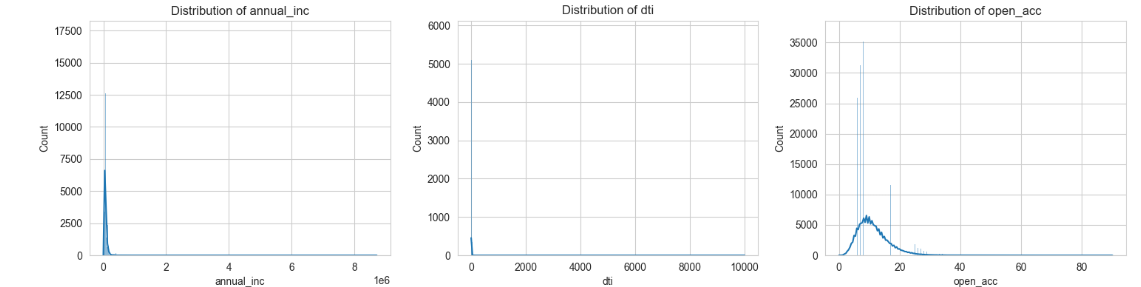 Distribution of annual_inc
17500
15000
12500
10000
7500
5000
2500
0
Count
0 2 4 6 8
1e6
annual_inc
Distribution of dti
6000
5000
4000
3000
2000
1000
0
Count
0 2000 4000 6000 8000 10000
dti
Distribution of open_acc
35000
30000
25000
20000
15000
10000
5000
0
Count
0 20 40 60 80
open_acc